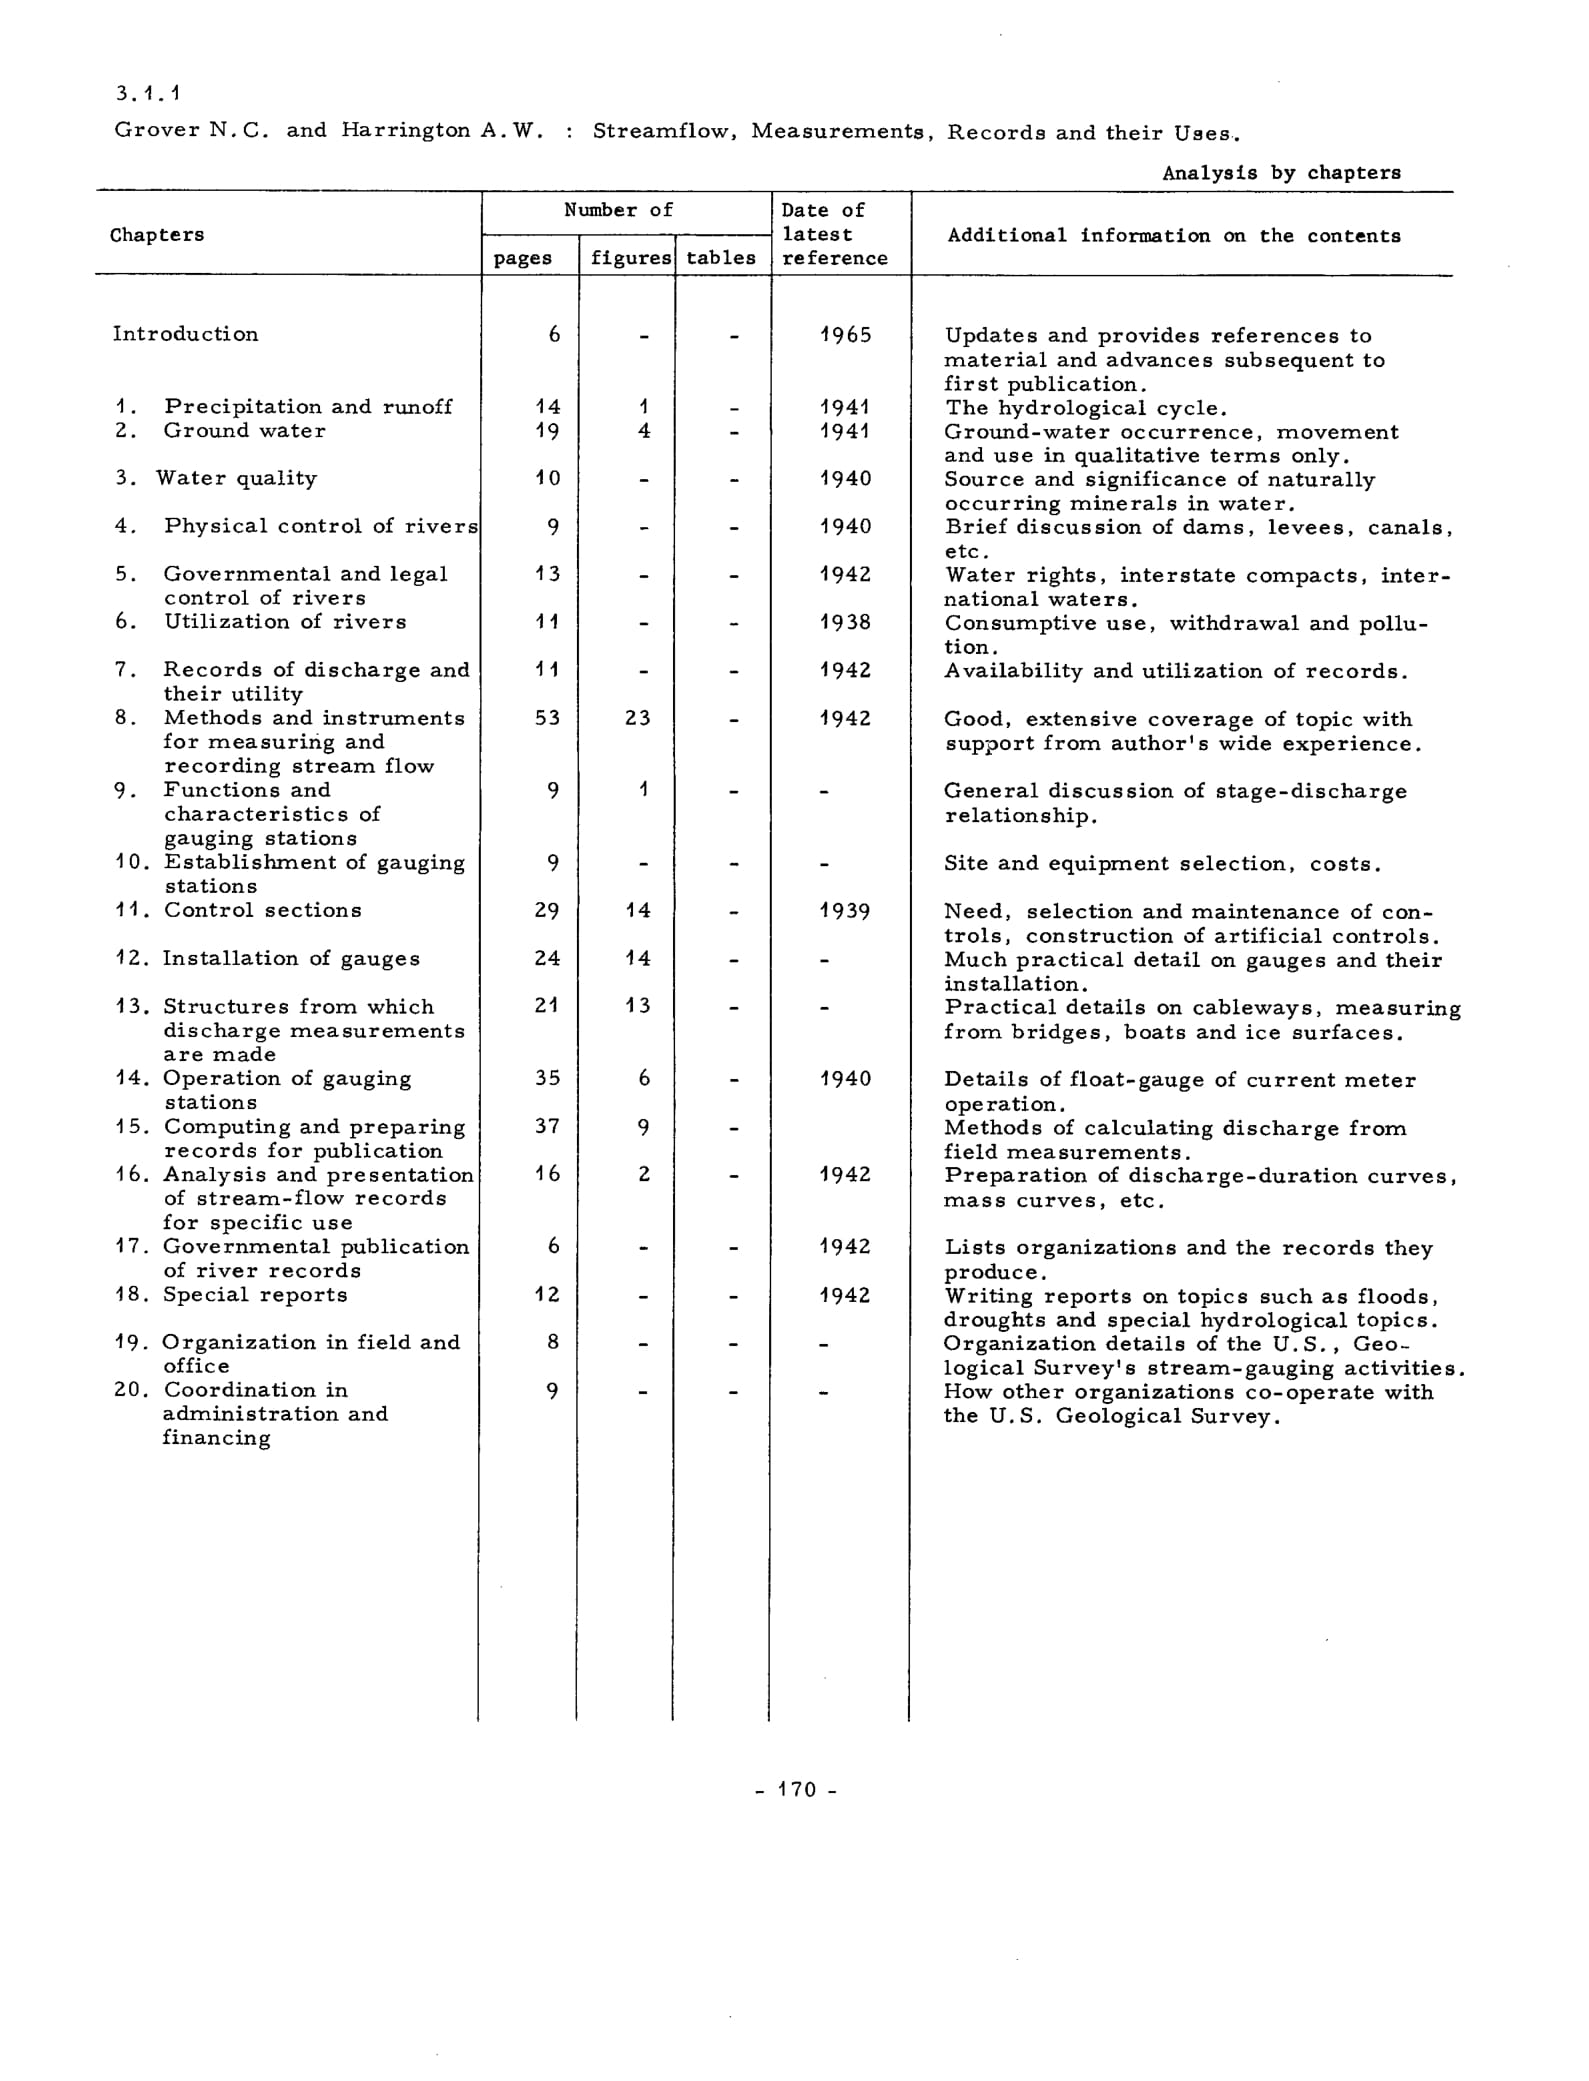 3.1.1
Grover N.C. and Harrington A.W. : Streamflow, Measurements, Records and their Uses.
Analysis by chapters
Chapters
Number of
pages
figures
tables
Date of
latest
reference
Additional information on the contents
Introduction 6 - - 1965 Updates and provides references to
material and advances subsequent to
first publication.
1. Precipitation and runoff 14 1 - 1941 The hydrological cycle.
2. Ground water 19 4 - 1941 Ground-water occurrence, movement
and use in qualitative terms only.
3. Water quality 10 - - 1940 Source and significance of naturally
occurring minerals in water.
4. Physical control of rivers 9 - - 1940 Brief discussion of dams, levees, canals,
etc.
5. Governmental and legal 13 - - 1942 Water rights, interstate compacts, inter-
control of rivers national waters.
6. Utilization of rivers 11 - - 1938 Consumptive use, withdrawal and pollu-
tion.
7. Records of discharge and 11 - - 1942 Availability and utilization of records.
their utility
8. Methods and instruments 53 23 - 1942 Good, extensive coverage of topic with
for measuring and support from author's wide experience.
recording stream flow
9. Functions and 9 1 - - General discussion of stage-discharge
characteristics of relationship.
gauging stations
10. Establishment of gauging 9 - - - Site and equipment selection, costs.
stations
11. Control sections 29 14 - 1939 Need, selection and maintenance of con-
trols, construction of artificial controls.
12. Installation of gauges 24 14 - - Much practical detail on gauges and their
installation.
13. Structures from which 21 13 - - Practical details on cableways, measuring
discharge measurements from bridges, boats and ice surfaces.
are made
14. Operation of gauging 35 6 - 1940 Details of float-gauge of current meter
stations operation.
15. Computing and preparing 37 9 - Methods of calculating discharge from
records for publication field measurements.
16. Analysis and presentation 16 2 - 1942 Preparation of discharge-duration curves,
of stream-flow records mass curves, etc.
for specific use
17. Governmental publication 6 - - 1942 Lists organizations and the records they
of river records produce.
18. Special reports 12 - - 1942 Writing reports on topics such as floods,
droughts and special hydrological topics.
19. Organization in field and 8 - - - Organization details of the U.S., Geo-
office logical Survey's stream-gauging activities.
20. Coordination in 9 - - - How other organizations co-operate with
administration and the U.S. Geological Survey.
financing
- 170 -